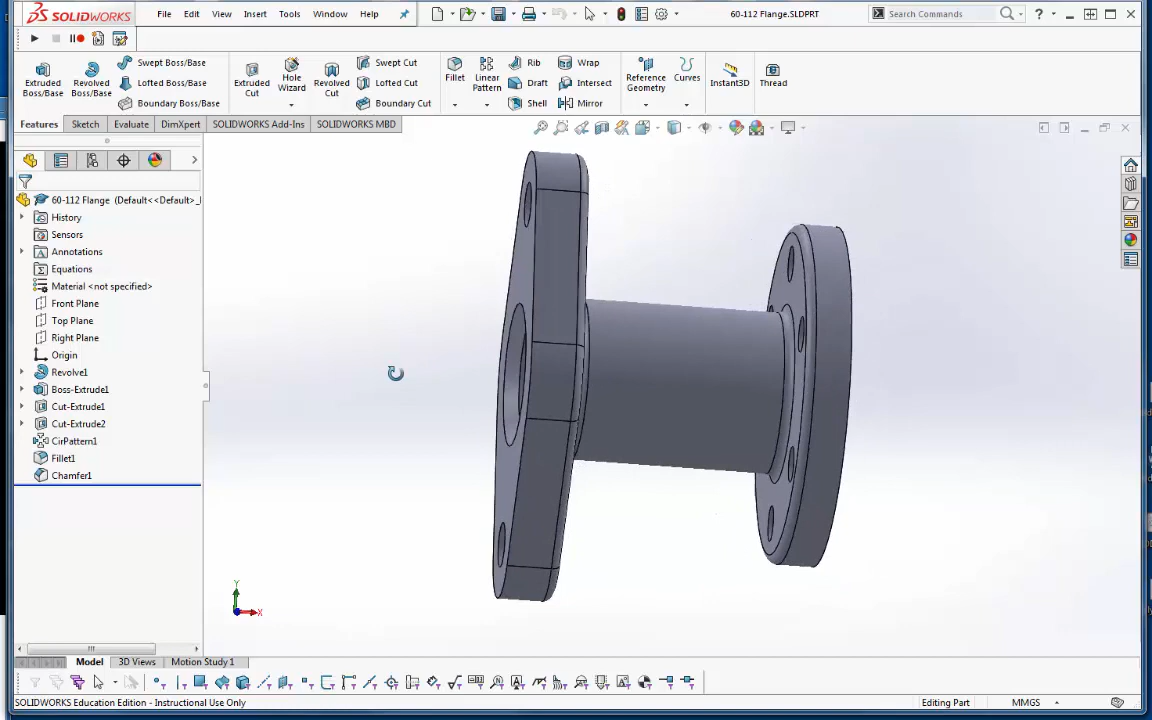 SOLIDWORKS File Edit View Insert Tools Window Help 60-112 Flange.SLDPRT Search Commands ?
Extruded Boss/Base Revolved Boss/Base Swept Boss/Base Lofted Boss/Base Boundary Boss/Base Extruded Cut Hole Wizard Revolved Cut Swept Cut Lofted Cut Boundary Cut Fillet Linear Pattern Rib Draft Shell Wrap Intersect Mirror Reference Geometry Curves Instant3D Thread
Features Sketch Evaluate DimXpert SOLIDWORKS Add-Ins SOLIDWORKS MBD
60-112 Flange (Default<<Default>_
History
Sensors
Annotations
Equations
Material <not specified>
Front Plane
Top Plane
Right Plane
Origin
Revolve1
Boss-Extrude1
Cut-Extrude1
Cut-Extrude2
CirPattern1
Fillet1
Chamfer1
Y
X
Model 3D Views Motion Study 1
SOLIDWORKS Education Edition - Instructional Use Only Editing Part MMGS